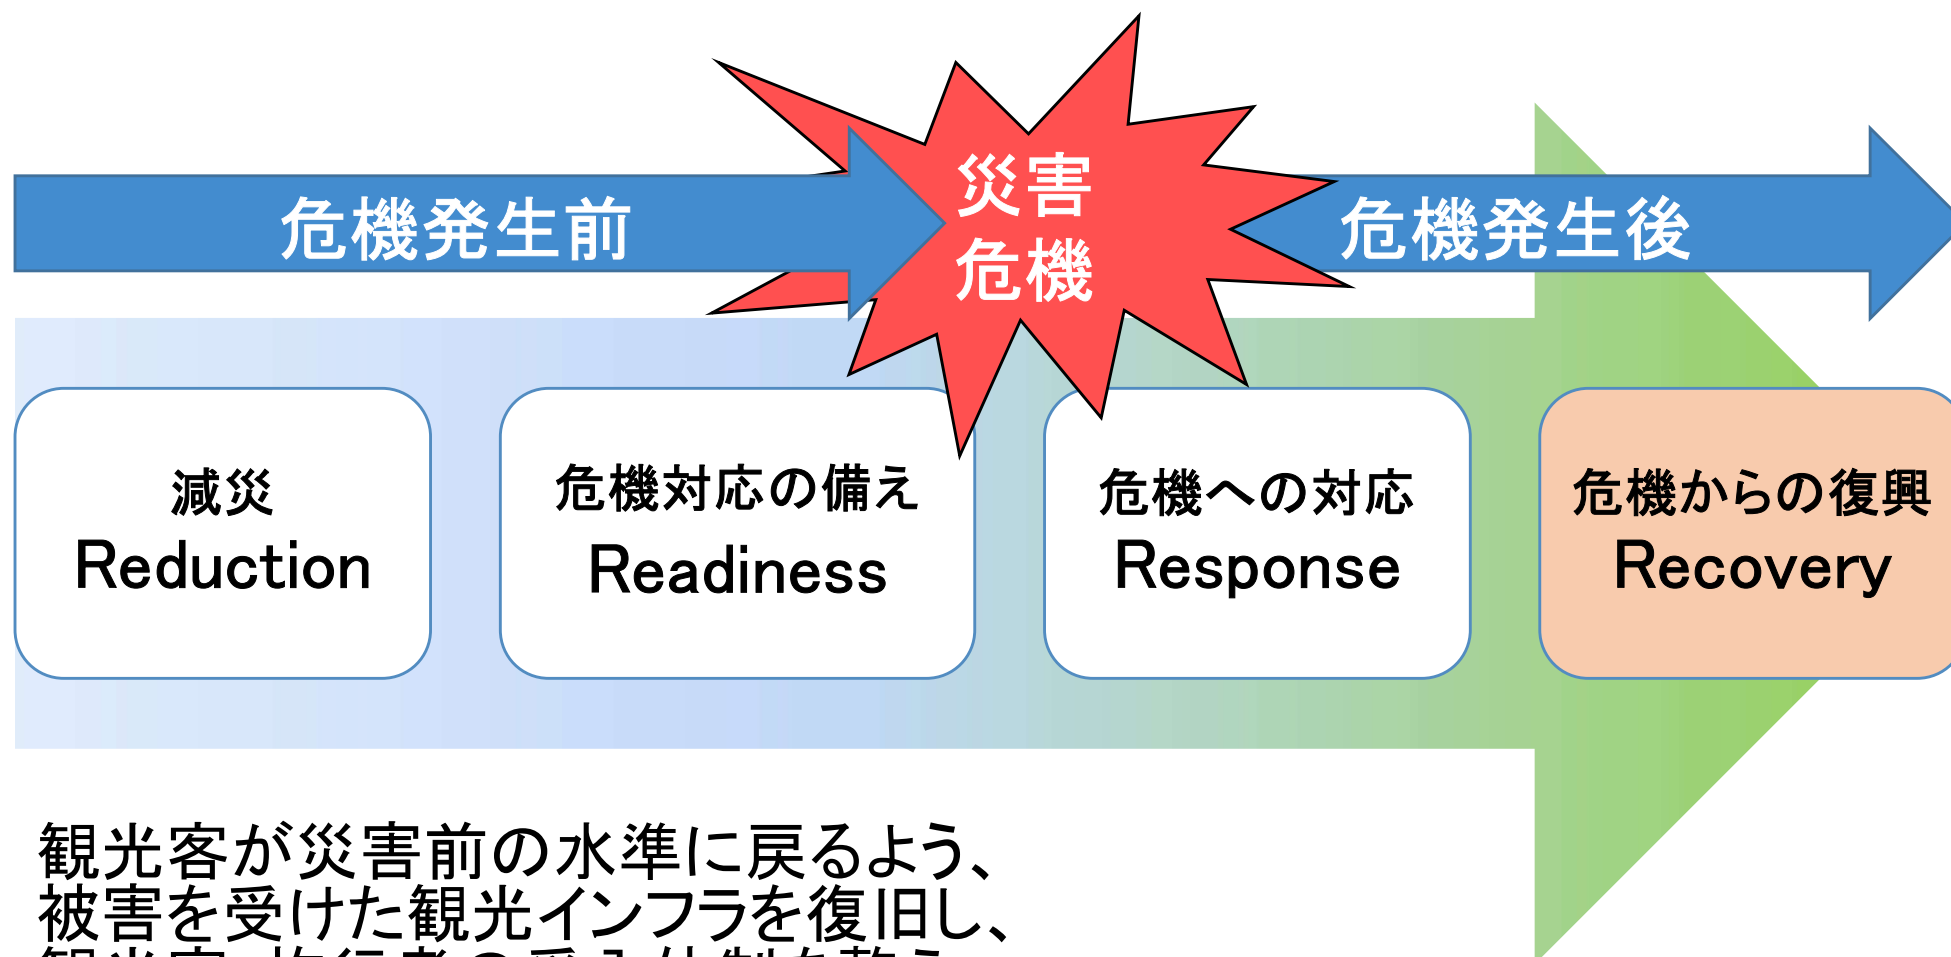 危機発生前
災害
危機
危機発生後
減災
Reduction
危機対応の備え
Readiness
危機への対応
Response
危機からの復興
Recovery
観光客が災害前の水準に戻るよう、
被害を受けた観光インフラを復旧し、